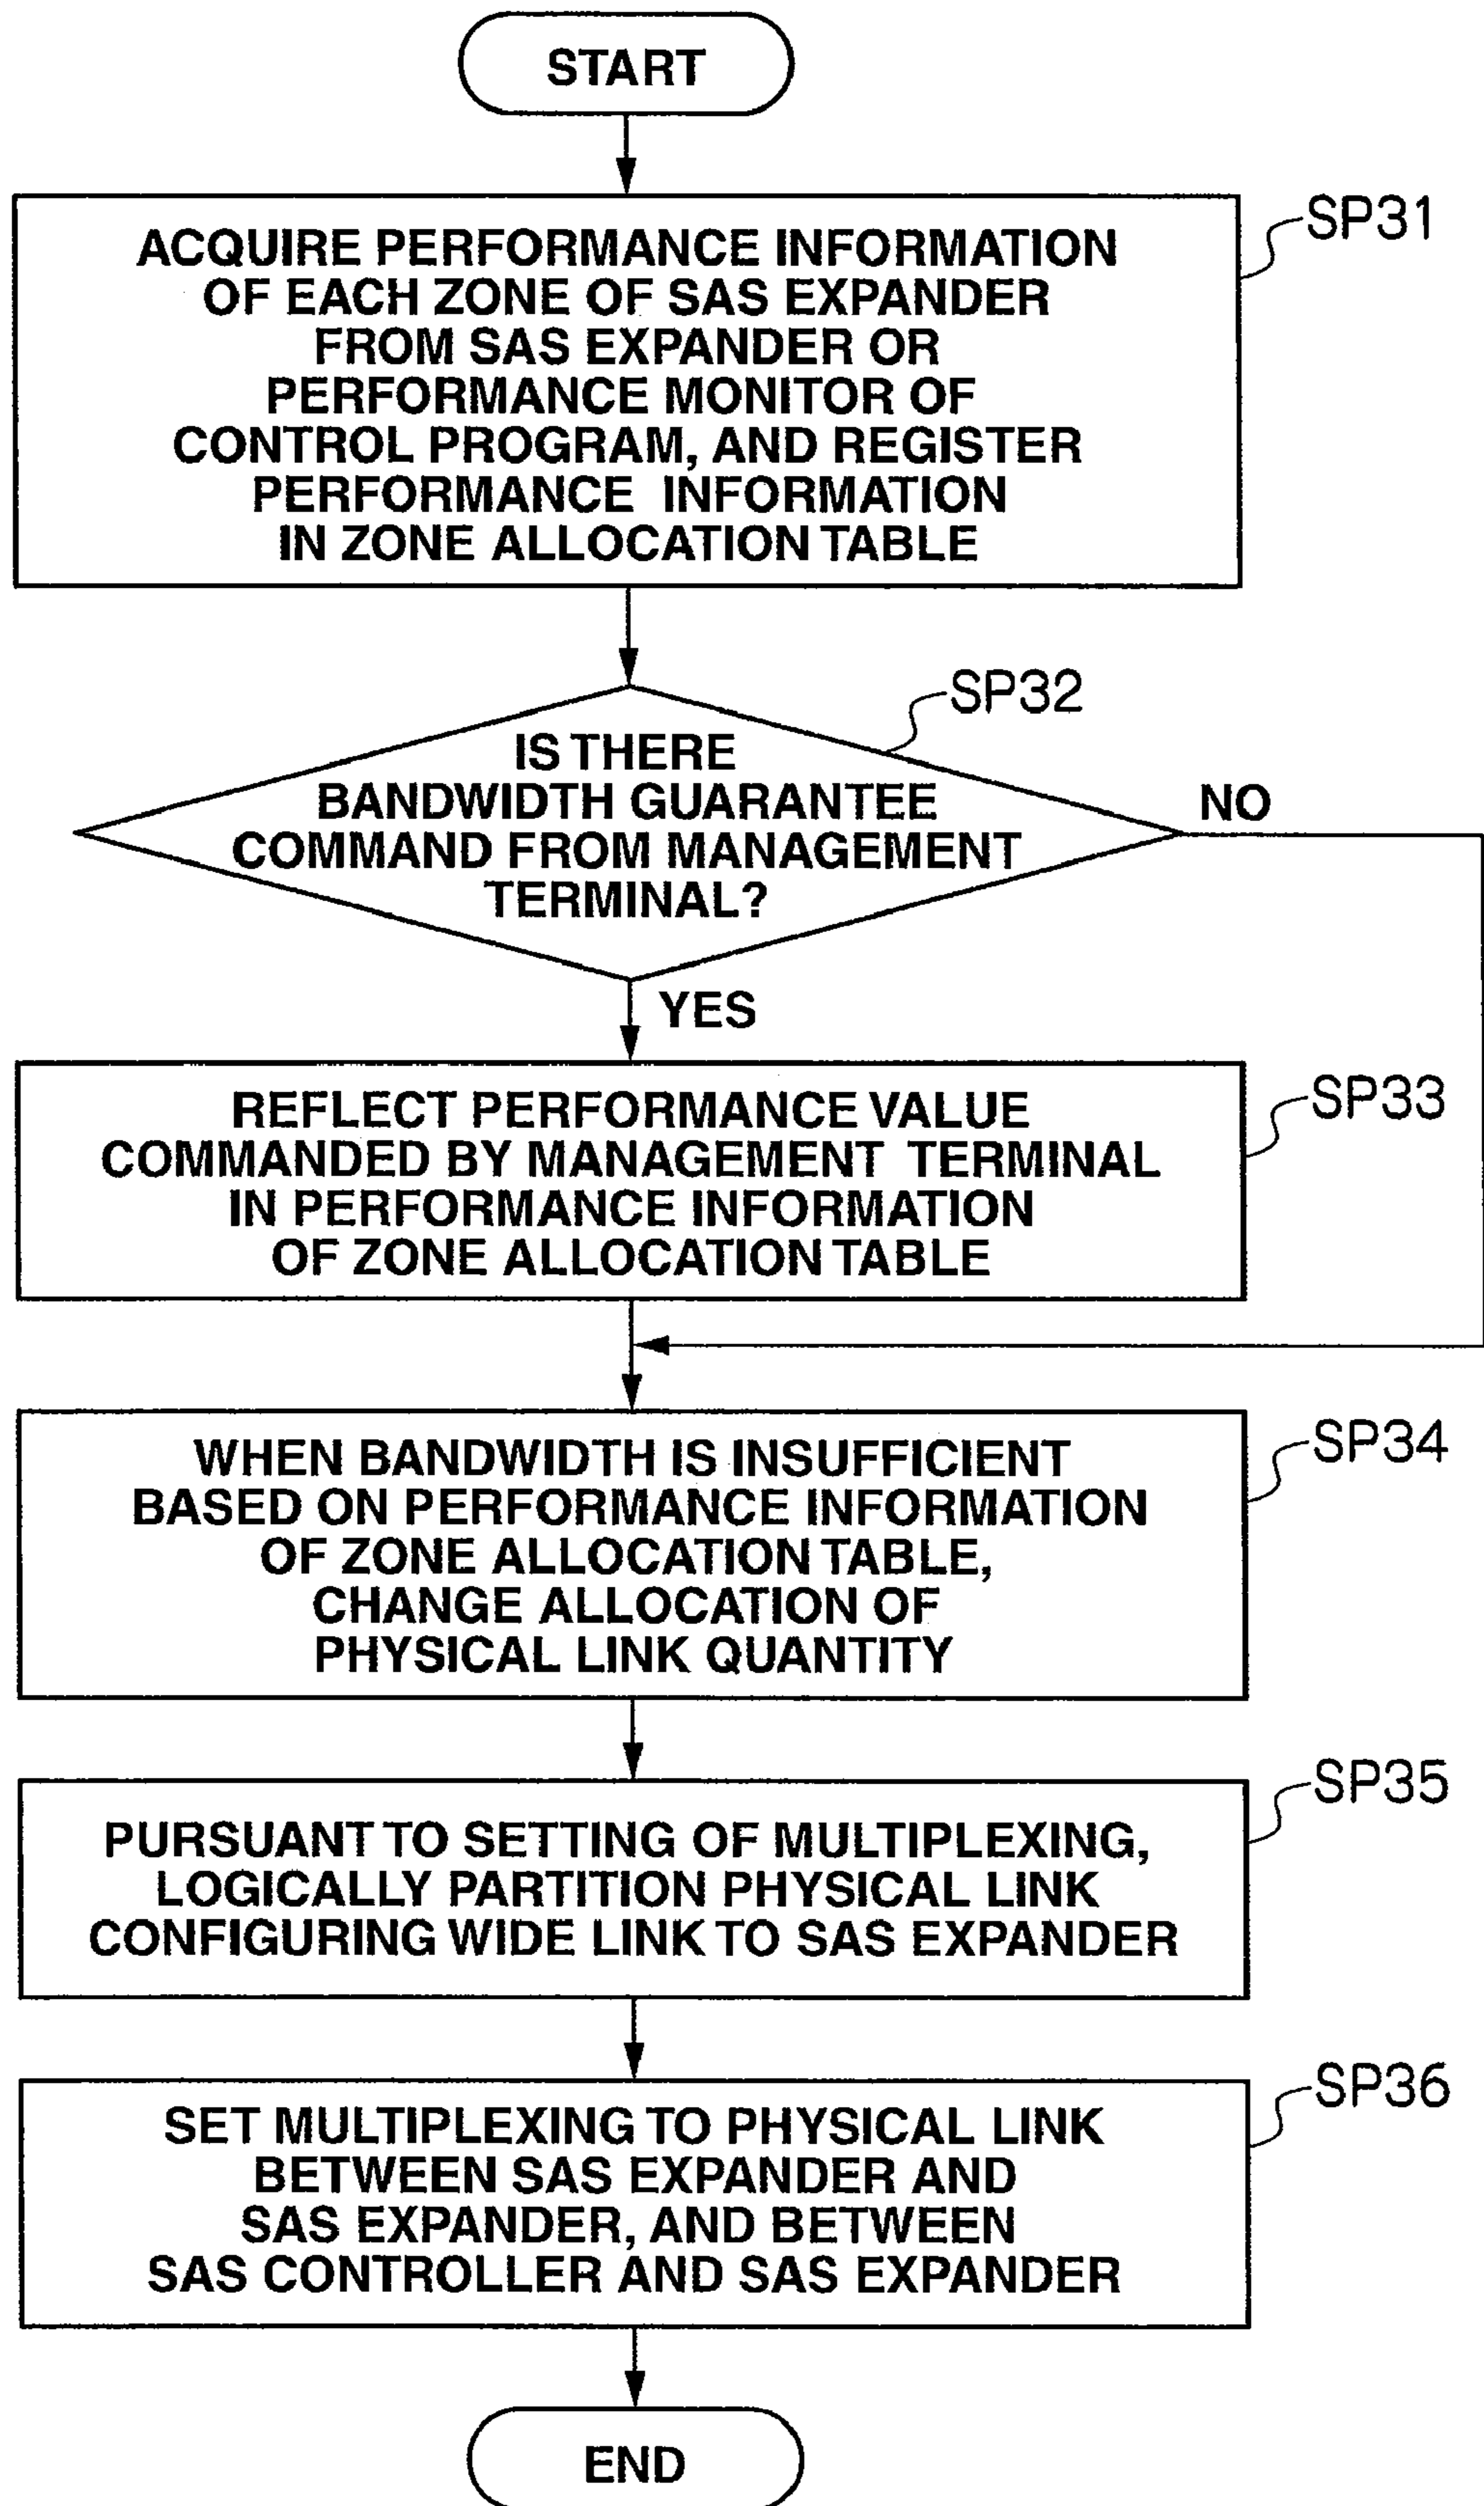 START
SP31
ACQUIRE PERFORMANCE INFORMATION
OF EACH ZONE OF SAS EXPANDER
FROM SAS EXPANDER OR
PERFORMANCE MONITOR OF
CONTROL PROGRAM, AND REGISTER
PERFORMANCE INFORMATION
IN ZONE ALLOCATION TABLE
SP32
IS THERE
BANDWIDTH GUARANTEE
COMMAND FROM MANAGEMENT
TERMINAL?
NO
YES
SP33
REFLECT PERFORMANCE VALUE
COMMANDED BY MANAGEMENT TERMINAL
IN PERFORMANCE INFORMATION
OF ZONE ALLOCATION TABLE
SP34
WHEN BANDWIDTH IS INSUFFICIENT
BASED ON PERFORMANCE INFORMATION
OF ZONE ALLOCATION TABLE,
CHANGE ALLOCATION OF
PHYSICAL LINK QUANTITY
SP35
PURSUANT TO SETTING OF MULTIPLEXING,
LOGICALLY PARTITION PHYSICAL LINK
CONFIGURING WIDE LINK TO SAS EXPANDER
SP36
SET MULTIPLEXING TO PHYSICAL LINK
BETWEEN SAS EXPANDER AND
SAS EXPANDER, AND BETWEEN
SAS CONTROLLER AND SAS EXPANDER
END